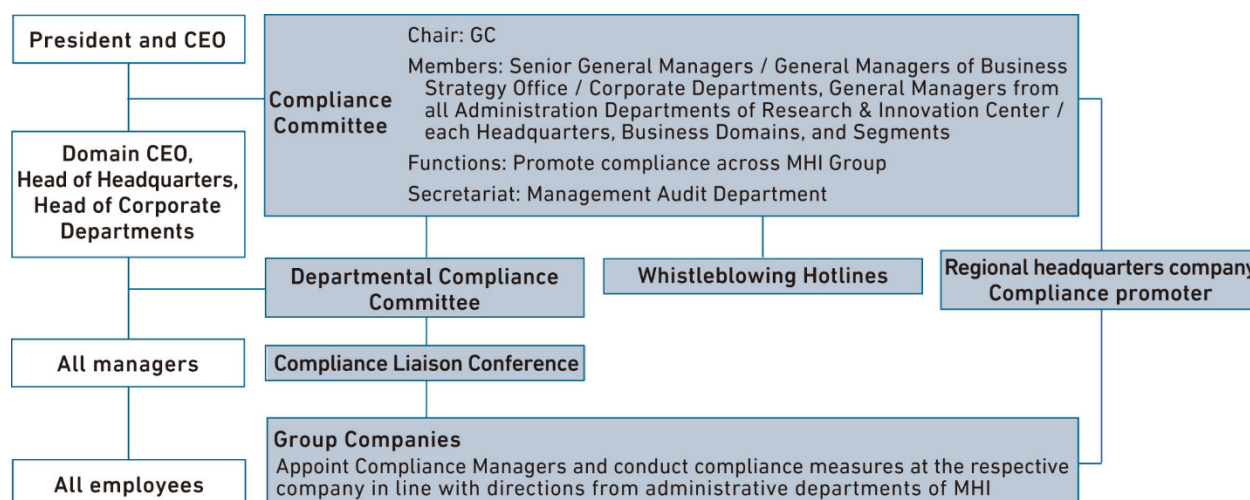 President and CEO
Compliance
Committee
Chair: GC
Members: Senior General Managers / General Managers of Business
Strategy Office / Corporate Departments, General Managers from
all Administration Departments of Research & Innovation Center /
each Headquarters, Business Domains, and Segments
Functions: Promote compliance across MHI Group
Secretariat: Management Audit Department
Domain CEO,
Head of Headquarters,
Head of Corporate
Departments
Departmental Compliance
Committee
Whistleblowing Hotlines
Regional headquarters company
Compliance promoter
All managers
Compliance Liaison Conference
Group Companies
Appoint Compliance Managers and conduct compliance measures at the respective
company in line with directions from administrative departments of MHI
All employees